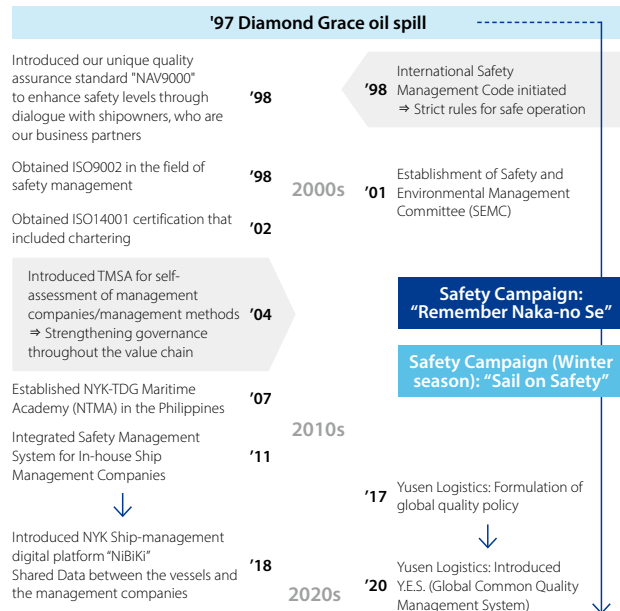 '97 Diamond Grace oil spill
Introduced our unique quality
assurance standard "NAV9000"
to enhance safety levels through
dialogue with shipowners, who are
our business partners
'98
'98
International Safety
Management Code initiated
⇒ Strict rules for safe operation
Obtained ISO9002 in the field of
safety management
'98
2000s
'01
Establishment of Safety and
Environmental Management
Committee (SEMC)
Obtained ISO14001 certification that
included chartering
'02
Introduced TMSA for self-
assessment of management
companies/management methods
⇒ Strengthening governance
throughout the value chain
'04
Safety Campaign:
“Remember Naka-no Se”
Safety Campaign (Winter
season): “Sail on Safety”
Established NYK-TDG Maritime
Academy (NTMA) in the Philippines
'07
2010s
Integrated Safety Management
System for In-house Ship
Management Companies
'11
'17
Yusen Logistics: Formulation of
global quality policy
Introduced NYK Ship-management
digital platform “NiBiKi”
Shared Data between the vessels and
the management companies
'18
2020s
'20
Yusen Logistics: Introduced
Y.E.S. (Global Common Quality
Management System)